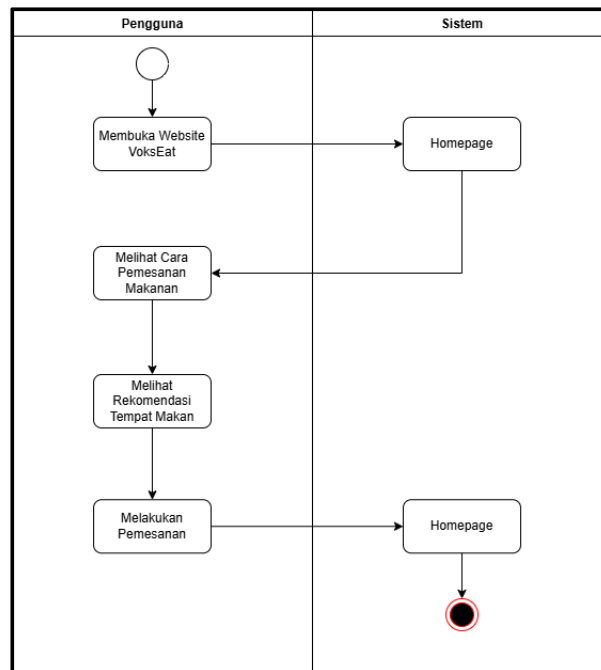 Pengguna
Sistem
Membuka Website
VoksEat
Homepage
Melihat Cara
Pemesanan
Makanan
Melihat
Rekomendasi
Tempat Makan
Melakukan
Pemesanan
Homepage